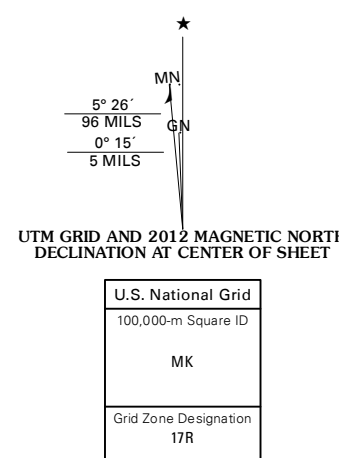 ★
MN
5° 26´
96 MILS
GN
0° 15´
5 MILS
UTM GRID AND 2012 MAGNETIC NORTH
DECLINATION AT CENTER OF SHEET
U.S. National Grid
100,000-m Square ID
MK
Grid Zone Designation
17R